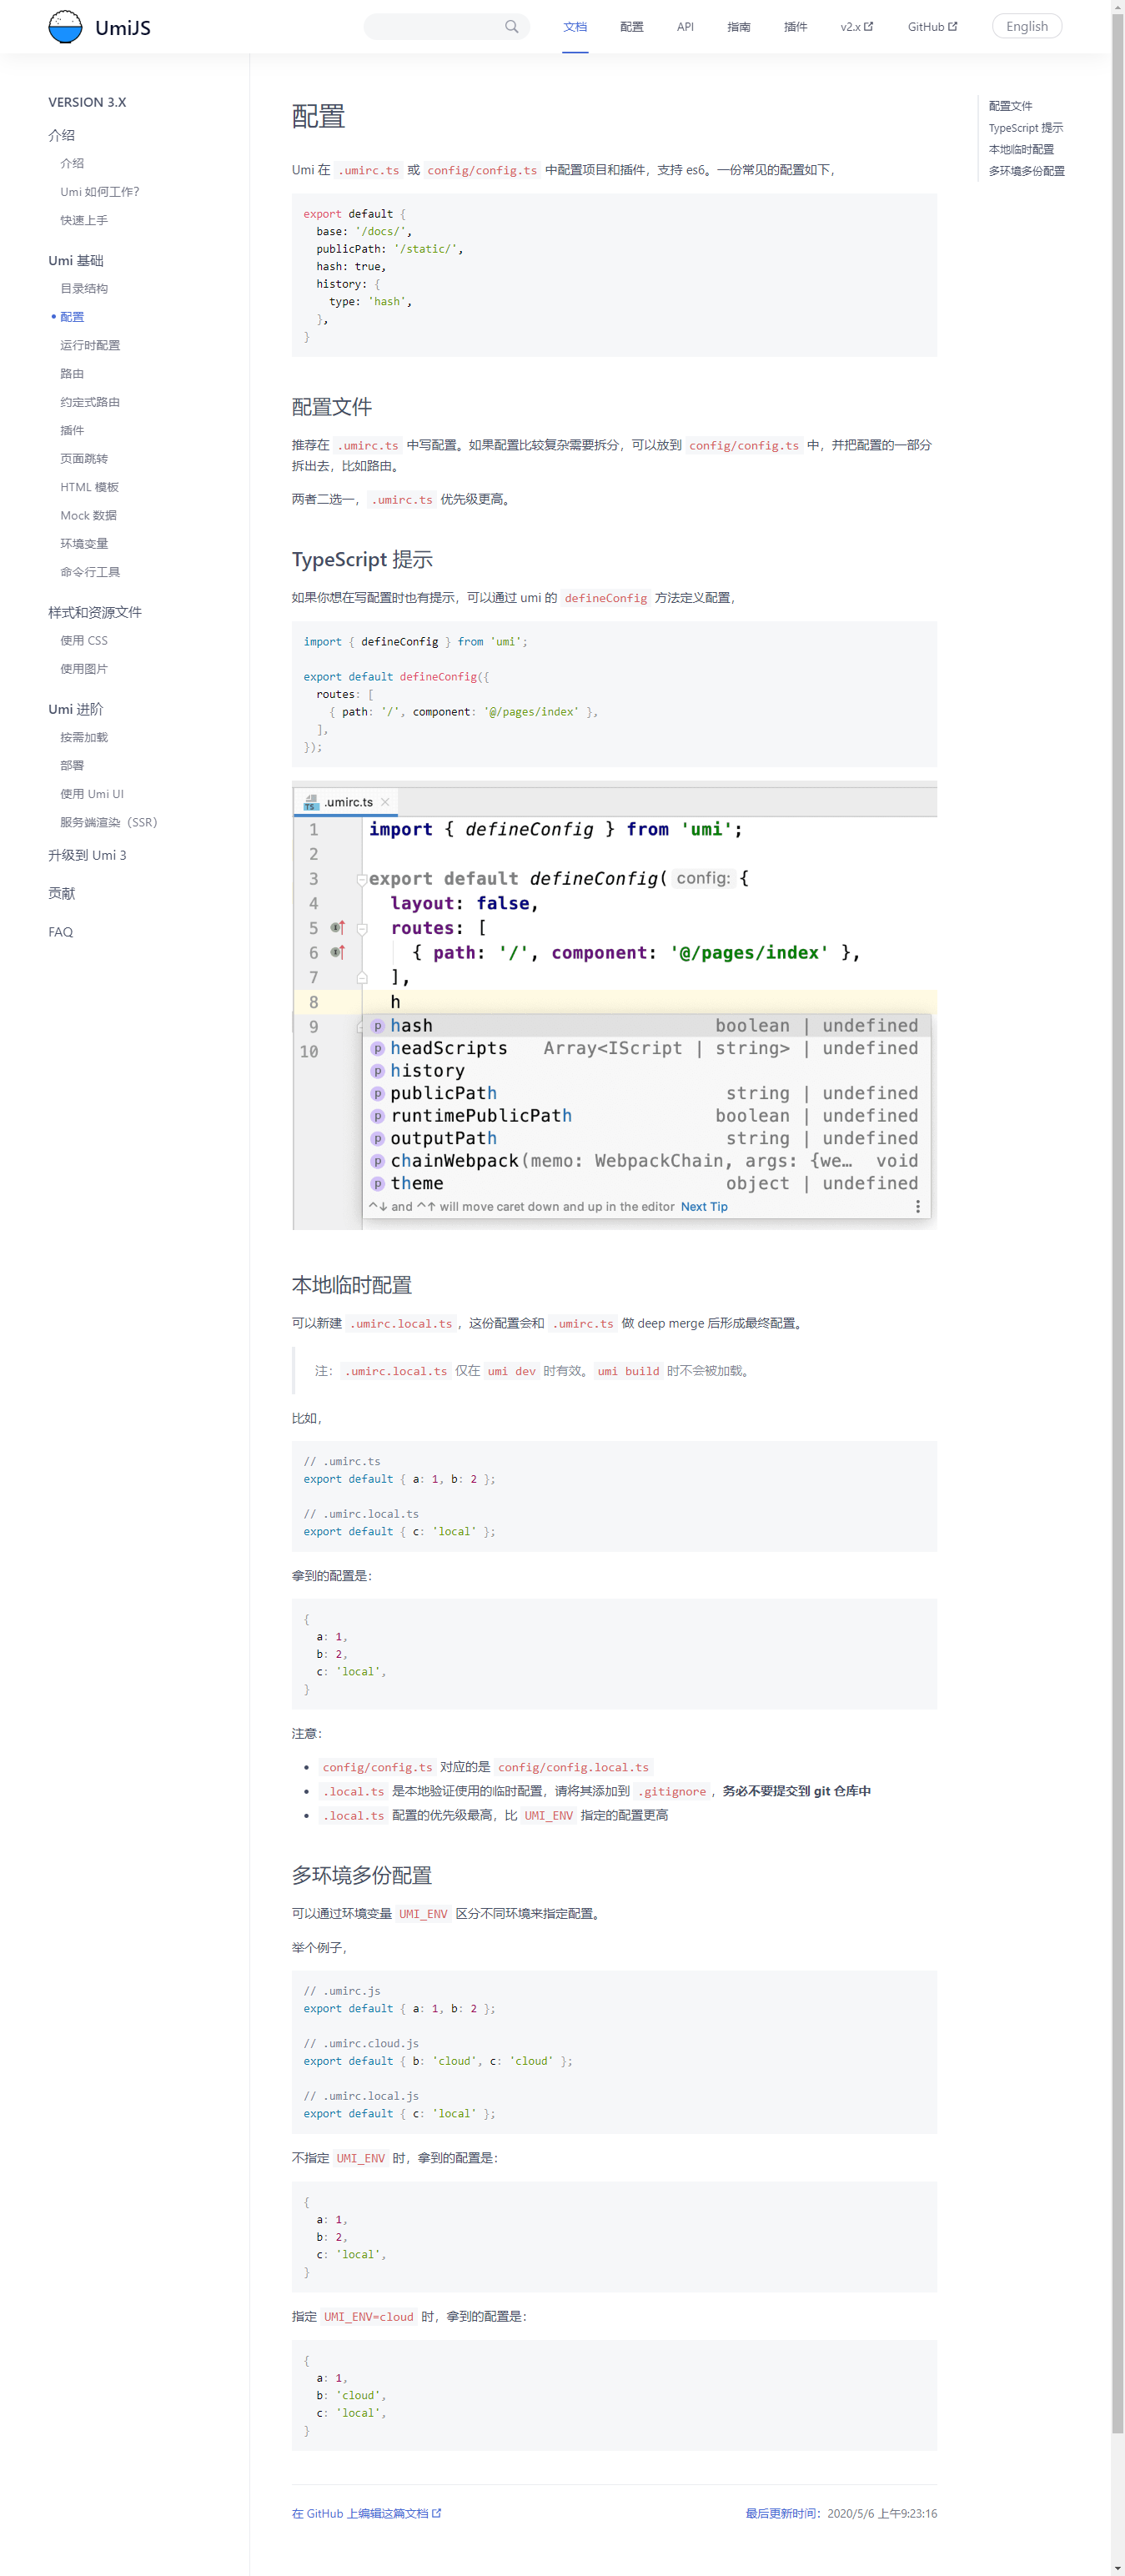 UmiJS
文档
配置
API
指南
插件
v2.x
GitHub
English
VERSION 3.X
介绍
介绍
Umi 如何工作?
快速上手
Umi 基础
目录结构
配置
运行时配置
路由
约定式路由
插件
页面跳转
HTML 模板
Mock 数据
环境变量
命令行工具
样式和资源文件
使用 CSS
使用图片
Umi 进阶
按需加载
部署
使用 Umi UI
服务端渲染（SSR）
升级到 Umi 3
贡献
FAQ
配置
Umi 在 .umirc.ts 或 config/config.ts 中配置项目和插件，支持 es6。一份常见的配置如下，
export default {
  base: '/docs/',
  publicPath: '/static/',
  hash: true,
  history: {
    type: 'hash',
  },
}
配置文件
推荐在 .umirc.ts 中写配置。如果配置比较复杂需要拆分，可以放到 config/config.ts 中，并把配置的一部分
拆出去，比如路由。
两者二选一，.umirc.ts 优先级更高。
TypeScript 提示
如果你想在写配置时也有提示，可以通过 umi 的 defineConfig 方法定义配置，
import { defineConfig } from 'umi';
export default defineConfig({
  routes: [
    { path: '/', component: '@/pages/index' },
  ],
});
.umirc.ts
1 import { defineConfig } from 'umi';
2
3 export default defineConfig( config: {
4   layout: false,
5   routes: [
6     { path: '/', component: '@/pages/index' },
7   ],
8   h
9
10
p hash boolean | undefined
p headScripts Array<IScript | string> | undefined
p history
p publicPath string | undefined
p runtimePublicPath boolean | undefined
p outputPath string | undefined
p chainWebpack(memo: WebpackChain, args: {we… void
p theme object | undefined
^↓ and ^↑ will move caret down and up in the editor Next Tip
本地临时配置
可以新建 .umirc.local.ts，这份配置会和 .umirc.ts 做 deep merge 后形成最终配置。
注：.umirc.local.ts 仅在 umi dev 时有效。umi build 时不会被加载。
比如，
// .umirc.ts
export default { a: 1, b: 2 };
// .umirc.local.ts
export default { c: 'local' };
拿到的配置是：
{
  a: 1,
  b: 2,
  c: 'local',
}
注意：
• config/config.ts 对应的是 config/config.local.ts
• .local.ts 是本地验证使用的临时配置，请将其添加到 .gitignore，务必不要提交到 git 仓库中
• .local.ts 配置的优先级最高，比 UMI_ENV 指定的配置更高
多环境多份配置
可以通过环境变量 UMI_ENV 区分不同环境来指定配置。
举个例子，
// .umirc.js
export default { a: 1, b: 2 };
// .umirc.cloud.js
export default { b: 'cloud', c: 'cloud' };
// .umirc.local.js
export default { c: 'local' };
不指定 UMI_ENV 时，拿到的配置是：
{
  a: 1,
  b: 2,
  c: 'local',
}
指定 UMI_ENV=cloud 时，拿到的配置是：
{
  a: 1,
  b: 'cloud',
  c: 'local',
}
在 GitHub 上编辑这篇文档
最后更新时间：2020/5/6 上午9:23:16
配置文件
TypeScript 提示
本地临时配置
多环境多份配置